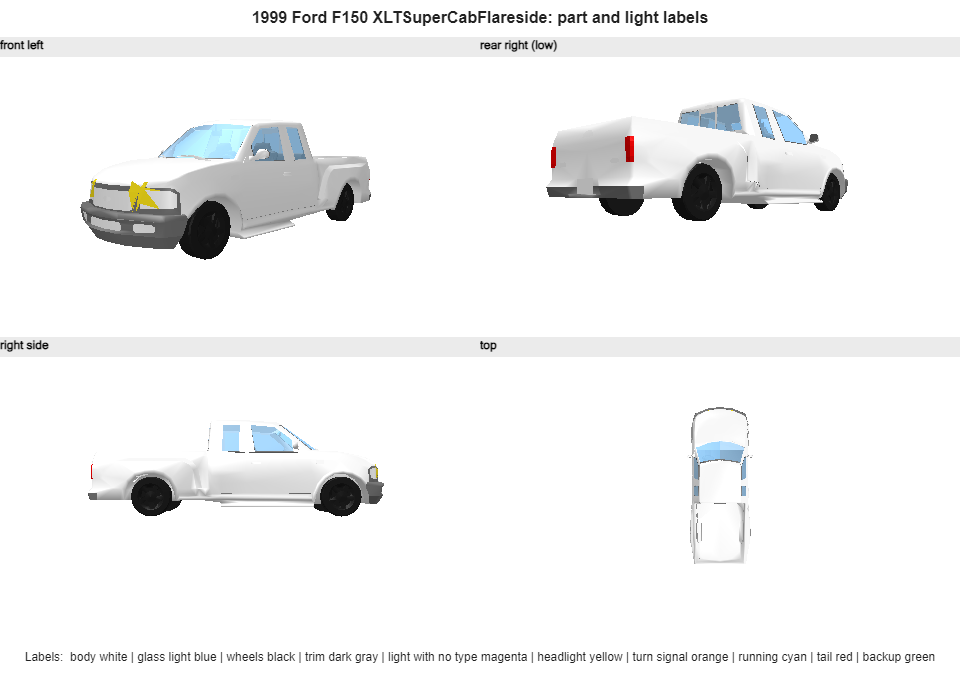 1999 Ford F150 XLTSuperCabFlareside: part and light labels
front left
rear right (low)
right side
top
Labels:  body white | glass light blue | wheels black | trim dark gray | light with no type magenta | headlight yellow | turn signal orange | running cyan | tail red | backup green